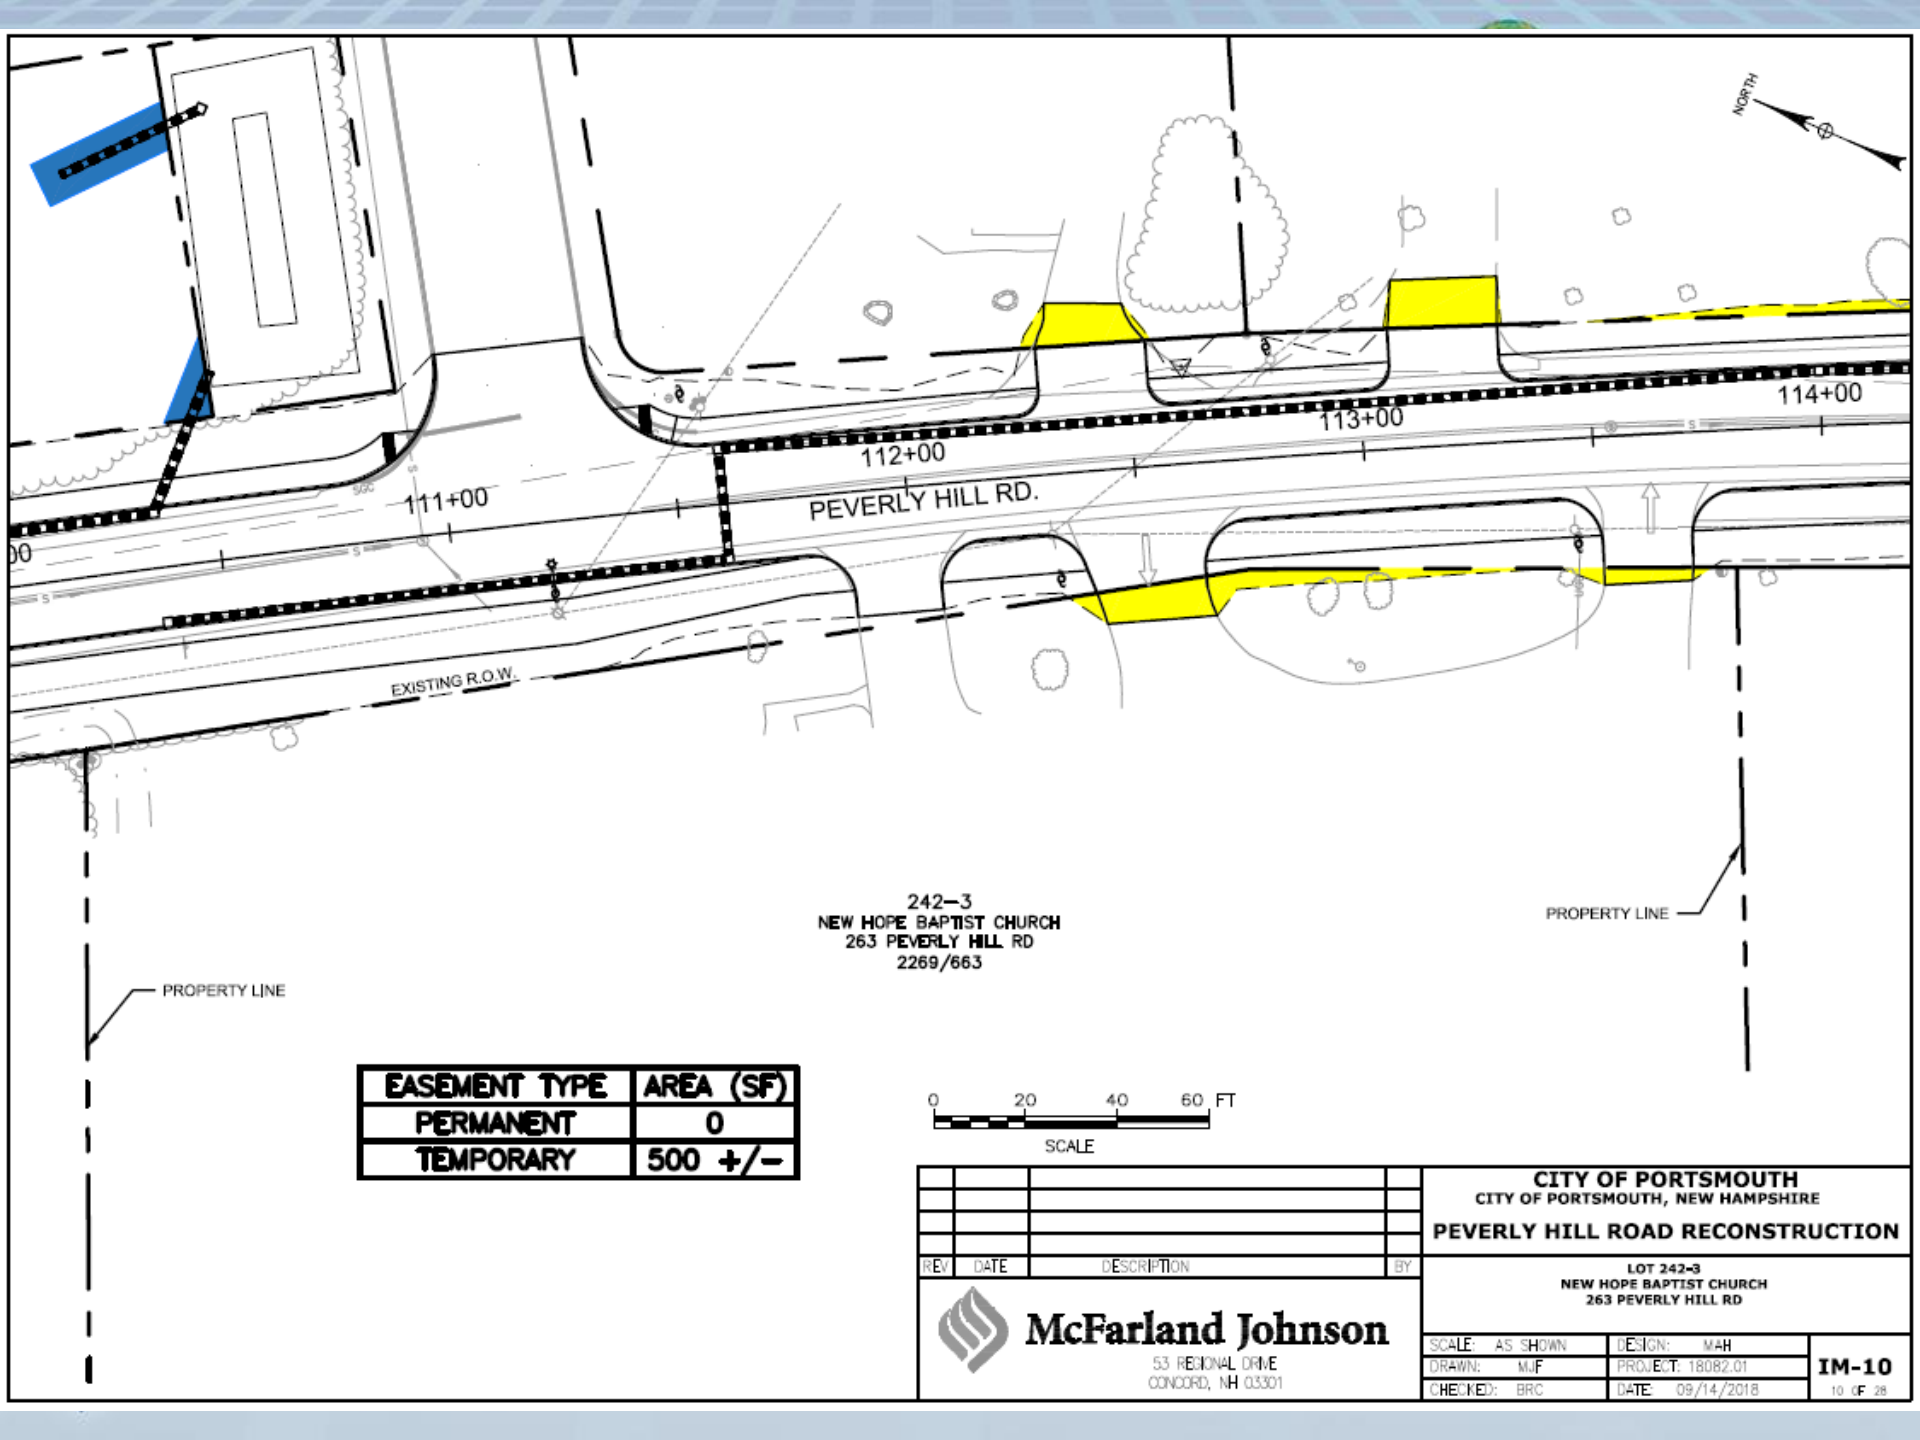 NORTH
114+00
113+00
112+00
111+00
00
PEVERLY HILL RD.
SGC
S
S
S
S
EXISTING R.O.W.
242-3
NEW HOPE BAPTIST CHURCH
263 PEVERLY HILL RD
2269/663
PROPERTY LINE
PROPERTY LINE
EASEMENT TYPE AREA (SF)
PERMANENT 0
TEMPORARY 500 +/-
0 20 40 60 FT
SCALE
REV DATE DESCRIPTION BY
McFarland Johnson
53 REGIONAL DRIVE
CONCORD, NH 03301
CITY OF PORTSMOUTH
CITY OF PORTSMOUTH, NEW HAMPSHIRE
PEVERLY HILL ROAD RECONSTRUCTION
LOT 242-3
NEW HOPE BAPTIST CHURCH
263 PEVERLY HILL RD
SCALE: AS SHOWN DESIGN: MAH
DRAWN: MJF PROJECT: 18082.01
CHECKED: BRC DATE: 09/14/2018
IM-10
10 OF 28